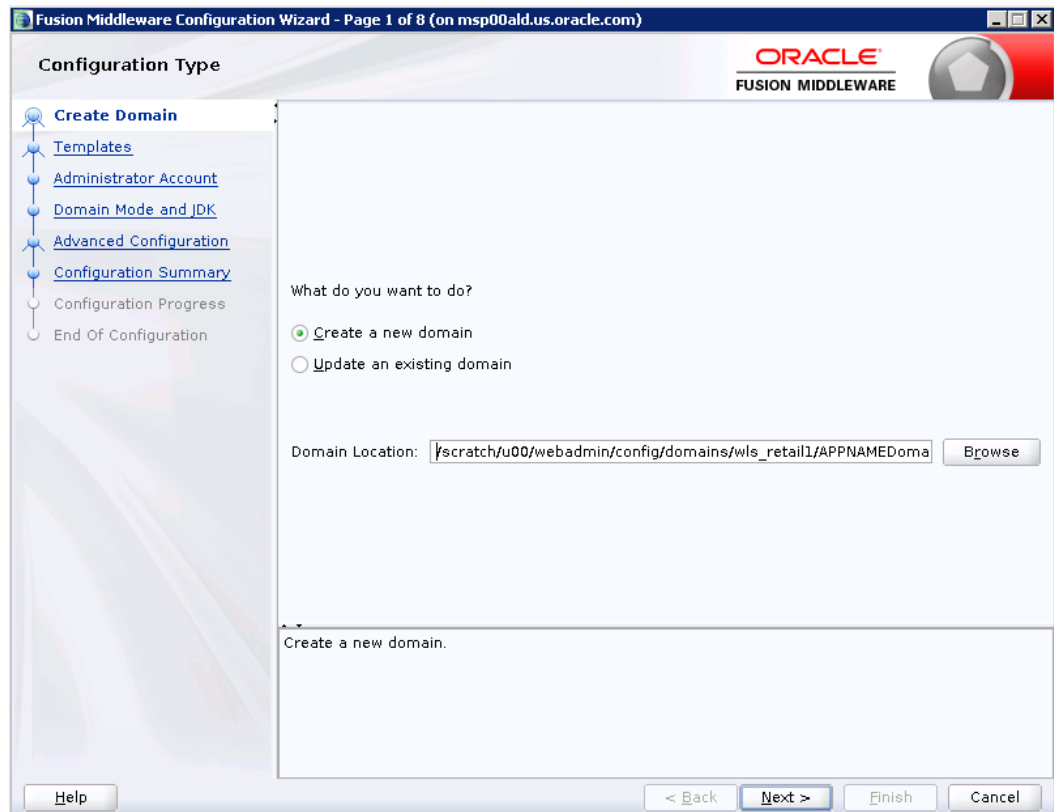 Fusion Middleware Configuration Wizard - Page 1 of 8 (on msp00ald.us.oracle.com)
Configuration Type
ORACLE
FUSION MIDDLEWARE
Create Domain
Templates
Administrator Account
Domain Mode and JDK
Advanced Configuration
Configuration Summary
Configuration Progress
End Of Configuration
What do you want to do?
Create a new domain
Update an existing domain
Domain Location: /scratch/u00/webadmin/config/domains/wls_retail1/APPNAMEDoma Browse
Create a new domain.
Help < Back Next > Finish Cancel